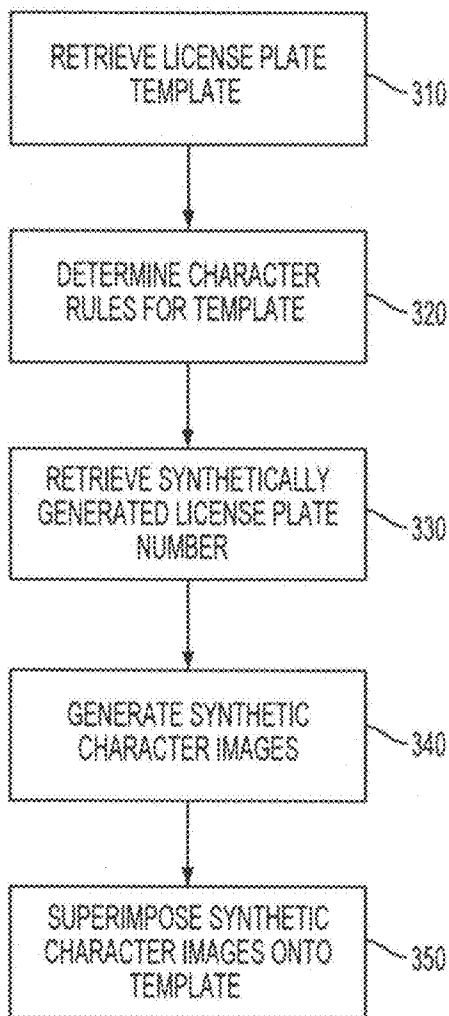 RETRIEVE LICENSE PLATE
TEMPLATE
310
DETERMINE CHARACTER
RULES FOR TEMPLATE
320
RETRIEVE SYNTHETICALLY
GENERATED LICENSE PLATE
NUMBER
330
GENERATE SYNTHETIC
CHARACTER IMAGES
340
SUPERIMPOSE SYNTHETIC
CHARACTER IMAGES ONTO
TEMPLATE
350